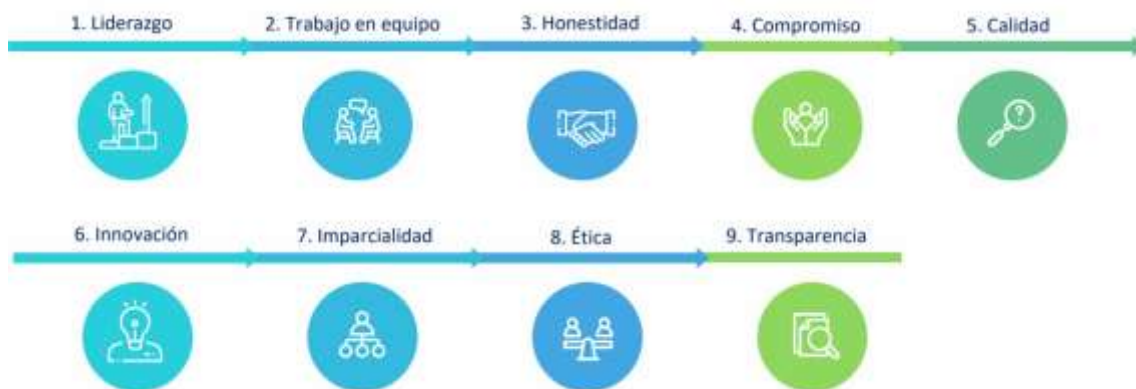 1. Liderazgo
2. Trabajo en equipo
3. Honestidad
4. Compromiso
5. Calidad
?
6. Innovación
7. Imparcialidad
8. Ética
9. Transparencia